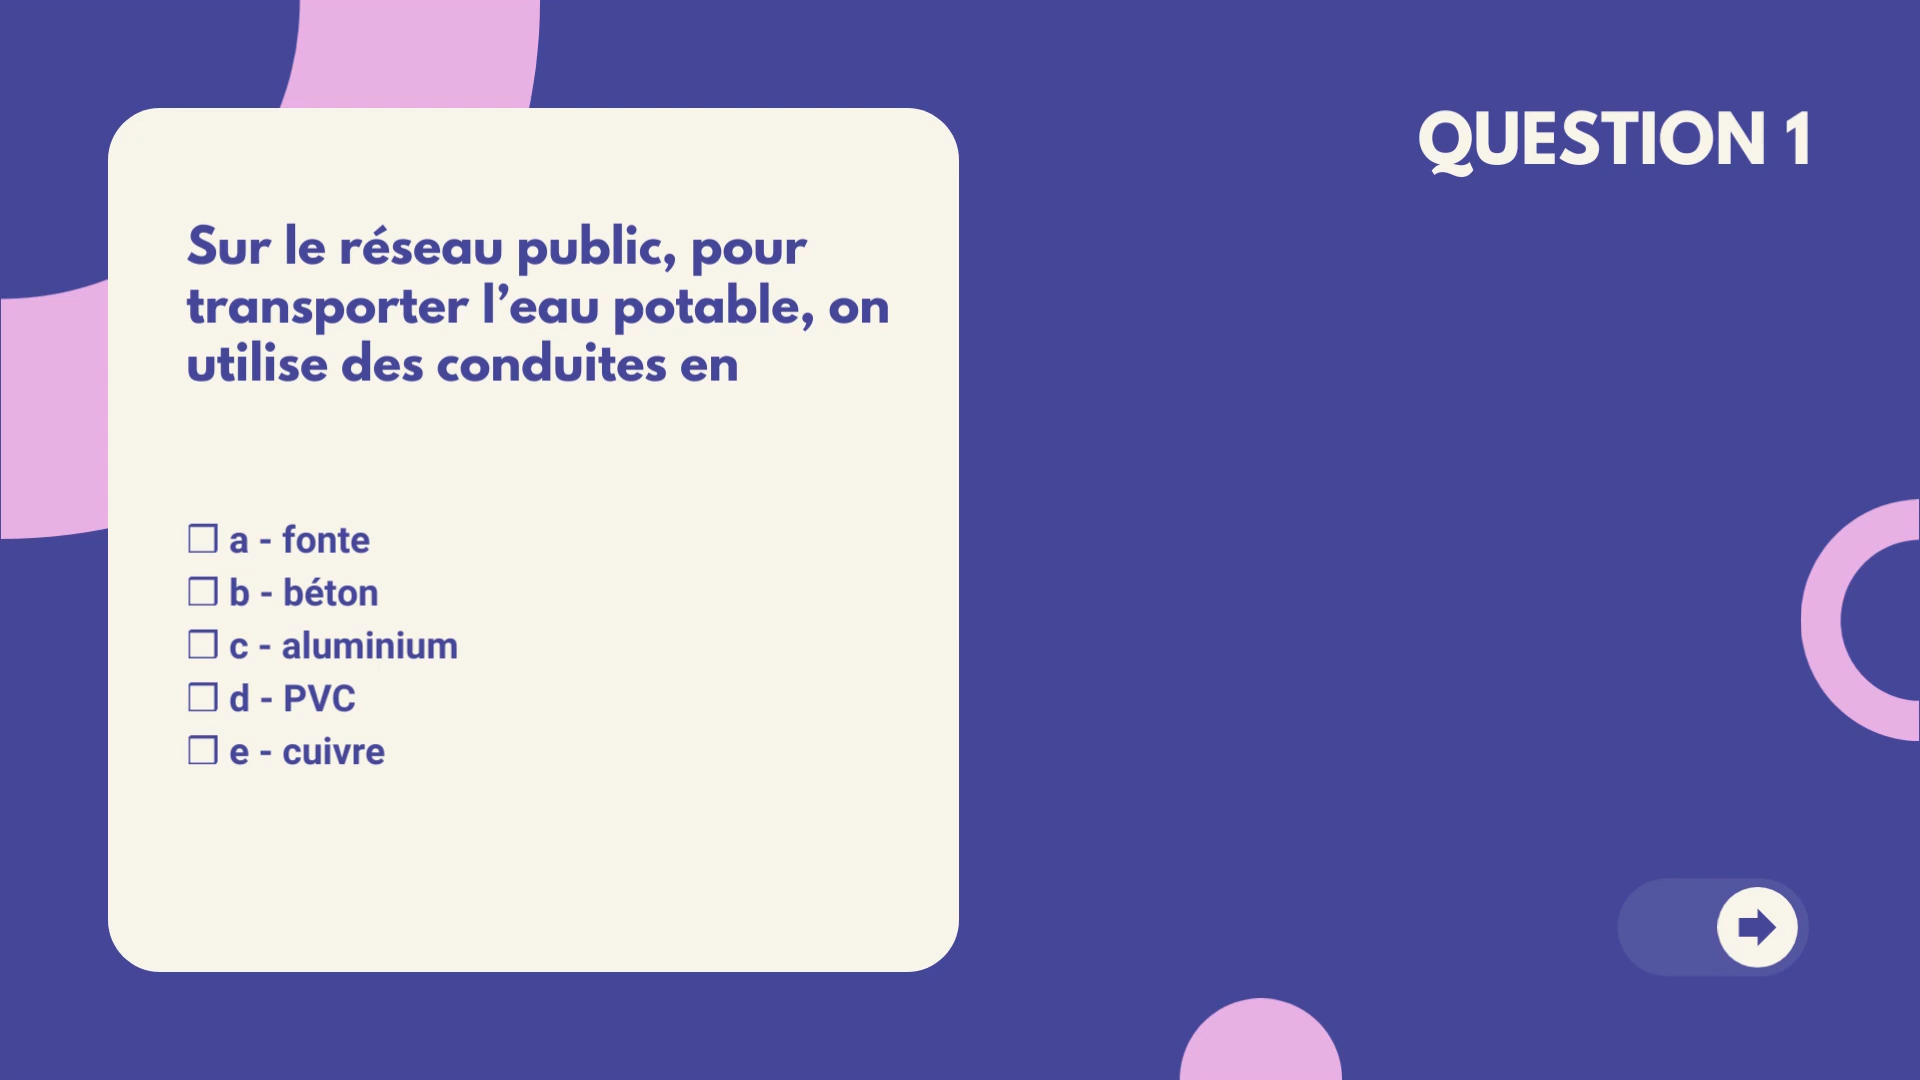 QUESTION 1
Sur le réseau public, pour
transporter l’eau potable, on
utilise des conduites en
❒ a - fonte
❒ b - béton
❒ c - aluminium
❒ d - PVC
❒ e - cuivre